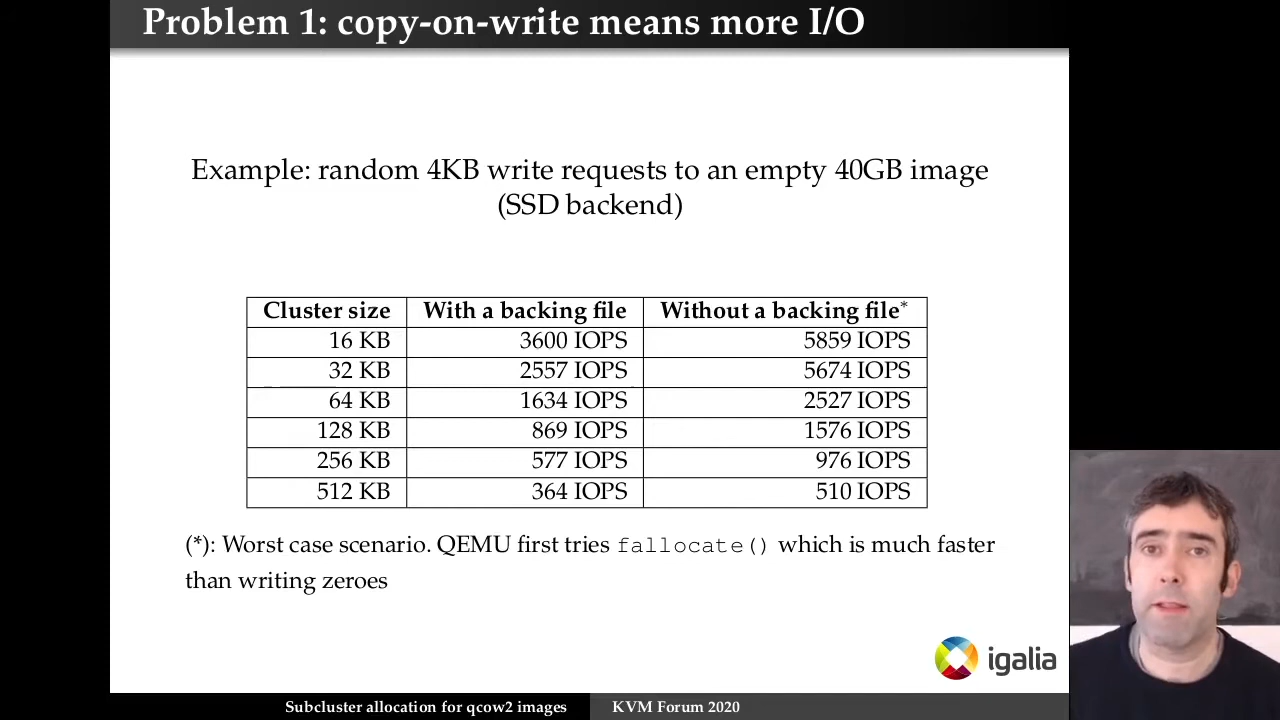 Problem 1: copy-on-write means more I/O
Example: random 4KB write requests to an empty 40GB image
(SSD backend)
Cluster size With a backing file Without a backing file*
16 KB 3600 IOPS 5859 IOPS
32 KB 2557 IOPS 5674 IOPS
64 KB 1634 IOPS 2527 IOPS
128 KB 869 IOPS 1576 IOPS
256 KB 577 IOPS 976 IOPS
512 KB 364 IOPS 510 IOPS
(*): Worst case scenario. QEMU first tries fallocate() which is much faster
than writing zeroes
igalia
Subcluster allocation for qcow2 images KVM Forum 2020